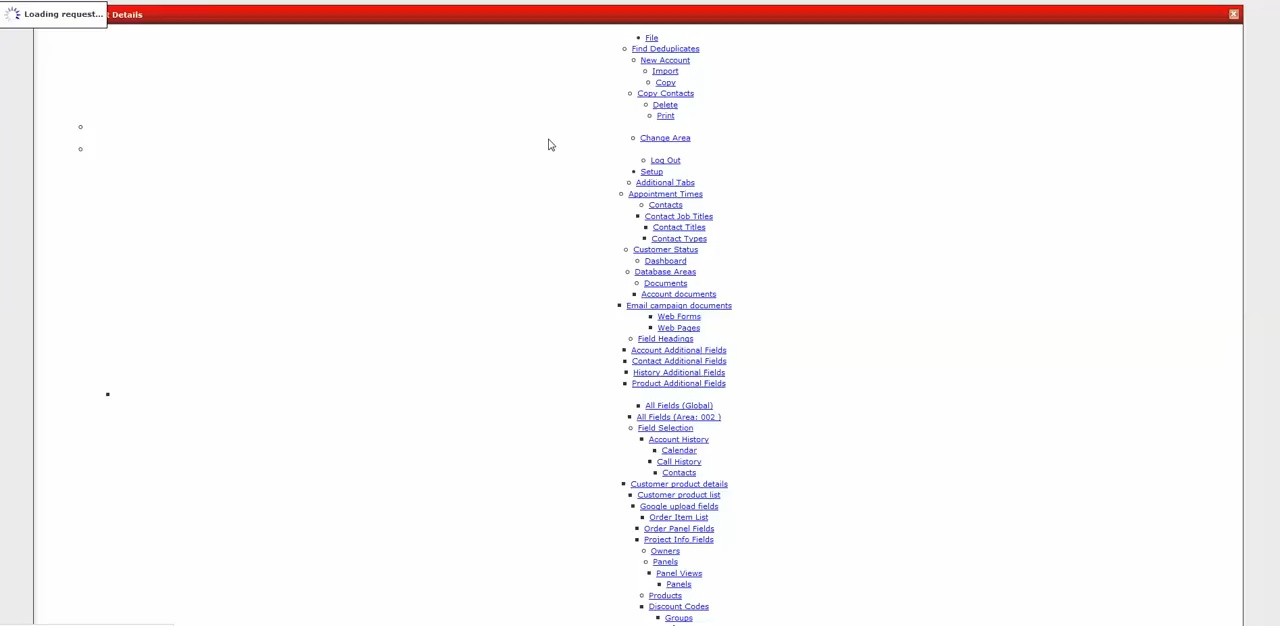 Loading request...
t Details
File
Find Deduplicates
New Account
Import
Copy
Copy Contacts
Delete
Print
Change Area
Log Out
Setup
Additional Tabs
Appointment Times
Contacts
Contact Job Titles
Contact Titles
Contact Types
Customer Status
Dashboard
Database Areas
Documents
Account documents
Email campaign documents
Web Forms
Web Pages
Field Headings
Account Additional Fields
Contact Additional Fields
History Additional Fields
Product Additional Fields
All Fields (Global)
All Fields (Area: 002 )
Field Selection
Account History
Calendar
Call History
Contacts
Customer product details
Customer product list
Google upload fields
Order Item List
Order Panel Fields
Project Info Fields
Owners
Panels
Panel Views
Panels
Products
Discount Codes
Groups